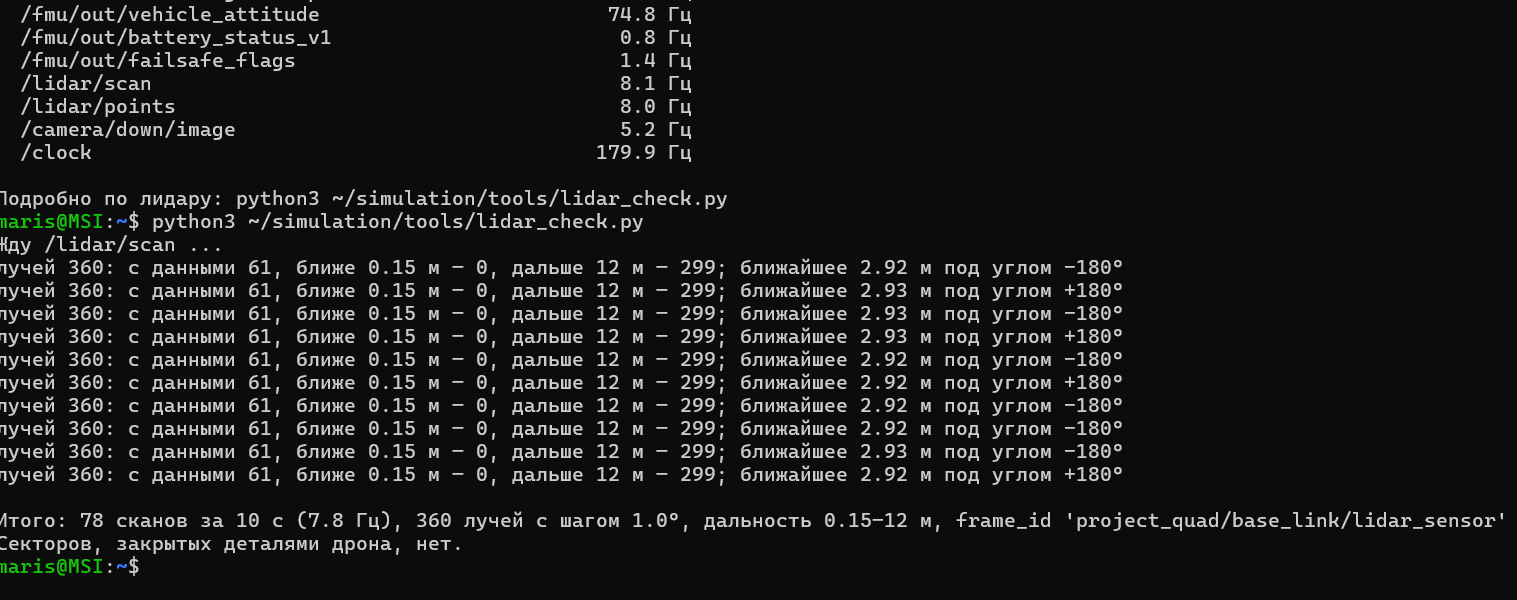 /fmu/out/vehicle_attitude 74.8 Гц
/fmu/out/battery_status_v1 0.8 Гц
/fmu/out/failsafe_flags 1.4 Гц
/lidar/scan 8.1 Гц
/lidar/points 8.0 Гц
/camera/down/image 5.2 Гц
/clock 179.9 Гц
Подробно по лидару: python3 ~/simulation/tools/lidar_check.py
maris@MSI:~$ python3 ~/simulation/tools/lidar_check.py
Жду /lidar/scan ...
лучей 360: с данными 61, ближе 0.15 м — 0, дальше 12 м — 299; ближайшее 2.92 м под углом -180°
лучей 360: с данными 61, ближе 0.15 м — 0, дальше 12 м — 299; ближайшее 2.93 м под углом +180°
лучей 360: с данными 61, ближе 0.15 м — 0, дальше 12 м — 299; ближайшее 2.93 м под углом -180°
лучей 360: с данными 61, ближе 0.15 м — 0, дальше 12 м — 299; ближайшее 2.93 м под углом +180°
лучей 360: с данными 61, ближе 0.15 м — 0, дальше 12 м — 299; ближайшее 2.92 м под углом -180°
лучей 360: с данными 61, ближе 0.15 м — 0, дальше 12 м — 299; ближайшее 2.92 м под углом +180°
лучей 360: с данными 61, ближе 0.15 м — 0, дальше 12 м — 299; ближайшее 2.92 м под углом -180°
лучей 360: с данными 61, ближе 0.15 м — 0, дальше 12 м — 299; ближайшее 2.92 м под углом -180°
лучей 360: с данными 61, ближе 0.15 м — 0, дальше 12 м — 299; ближайшее 2.93 м под углом -180°
лучей 360: с данными 61, ближе 0.15 м — 0, дальше 12 м — 299; ближайшее 2.92 м под углом +180°
Итого: 78 сканов за 10 с (7.8 Гц), 360 лучей с шагом 1.0°, дальность 0.15–12 м, frame_id 'project_quad/base_link/lidar_sensor'
Секторов, закрытых деталями дрона, нет.
maris@MSI:~$